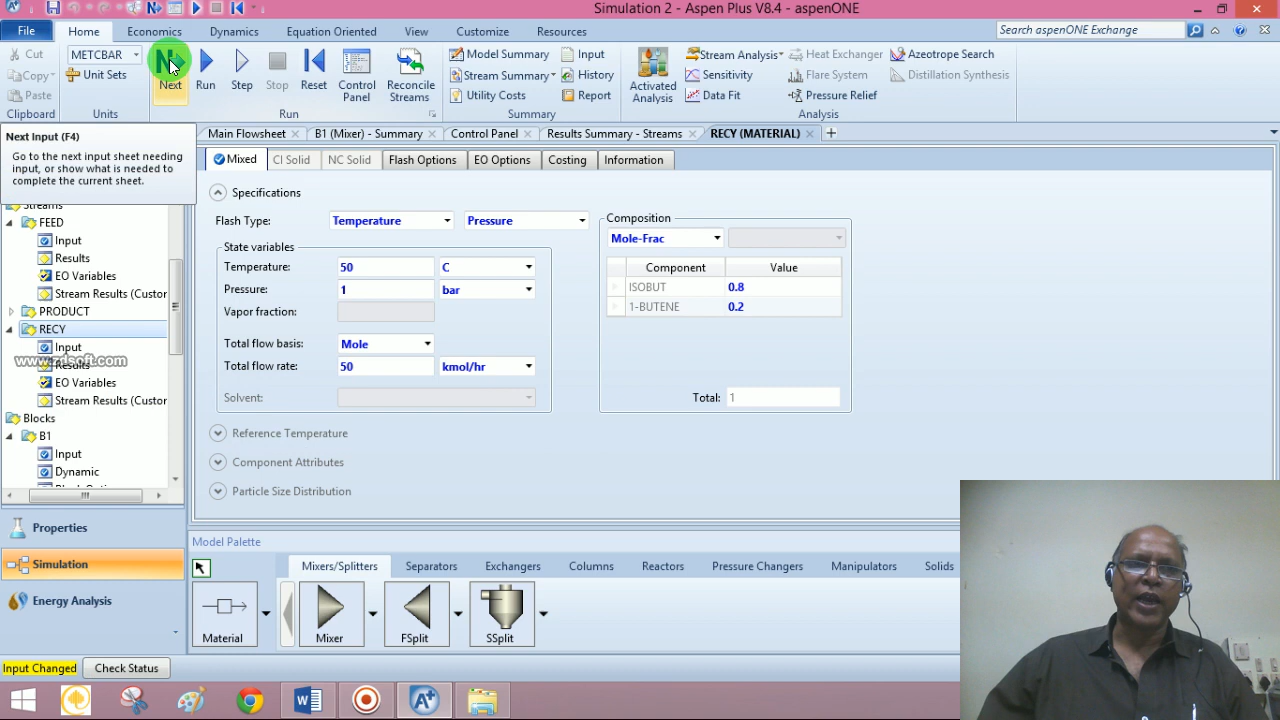 Simulation 2 - Aspen Plus V8.4 - aspenONE
File
Home
Economics
Dynamics
Equation Oriented
View
Customize
Resources
Search aspenONE Exchange
Cut
Copy
Paste
Clipboard
METCBAR
Unit Sets
Units
Next
Run
Step
Stop
Reset
Control Panel
Reconcile Streams
Run
Model Summary
Input
Stream Summary
History
Utility Costs
Report
Summary
Activated Analysis
Stream Analysis
Heat Exchanger
Azeotrope Search
Sensitivity
Flare System
Distillation Synthesis
Data Fit
Pressure Relief
Analysis
Next Input (F4)
Go to the next input sheet needing
input, or show what is needed to
complete the current sheet.
Main Flowsheet
B1 (Mixer) - Summary
Control Panel
Results Summary - Streams
RECY (MATERIAL)
Streams
FEED
Input
Results
EO Variables
Stream Results (Custor
PRODUCT
RECY
Input
www.zdsoft.com
Results
EO Variables
Stream Results (Custor
Blocks
B1
Input
Dynamic
Properties
Simulation
Energy Analysis
Mixed
CI Solid
NC Solid
Flash Options
EO Options
Costing
Information
Specifications
Flash Type:
Temperature
Pressure
State variables
Temperature:
50
C
Pressure:
1
bar
Vapor fraction:
Total flow basis:
Mole
Total flow rate:
50
kmol/hr
Solvent:
Composition
Mole-Frac
Component
Value
ISOBUT
0.8
1-BUTENE
0.2
Total:
1
Reference Temperature
Component Attributes
Particle Size Distribution
Model Palette
Mixers/Splitters
Separators
Exchangers
Columns
Reactors
Pressure Changers
Manipulators
Solids
Material
Mixer
FSplit
SSplit
Input Changed
Check Status